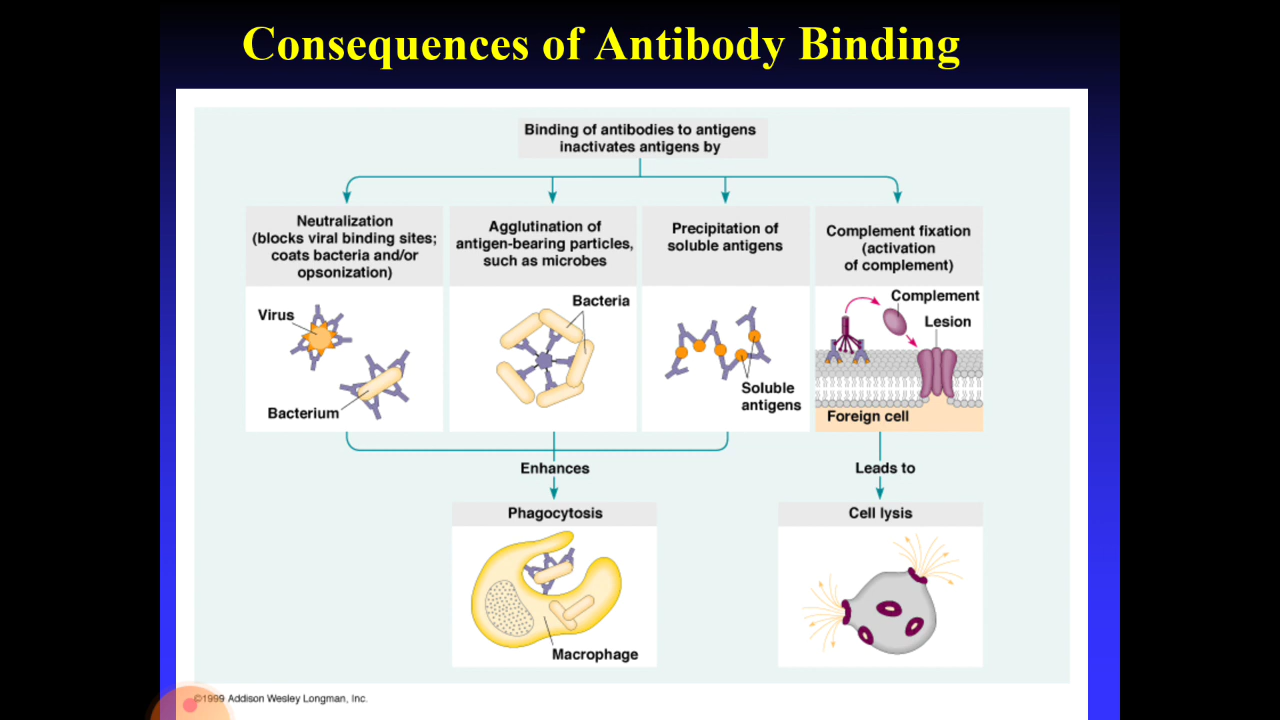 Consequences of Antibody Binding
Binding of antibodies to antigens
inactivates antigens by
Neutralization
(blocks viral binding sites;
coats bacteria and/or
opsonization)
Agglutination of
antigen-bearing particles,
such as microbes
Precipitation of
soluble antigens
Complement fixation
(activation
of complement)
Virus
Bacterium
Bacteria
Soluble
antigens
Complement
Lesion
Foreign cell
Enhances
Leads to
Phagocytosis
Cell lysis
Macrophage
©1999 Addison Wesley Longman, Inc.